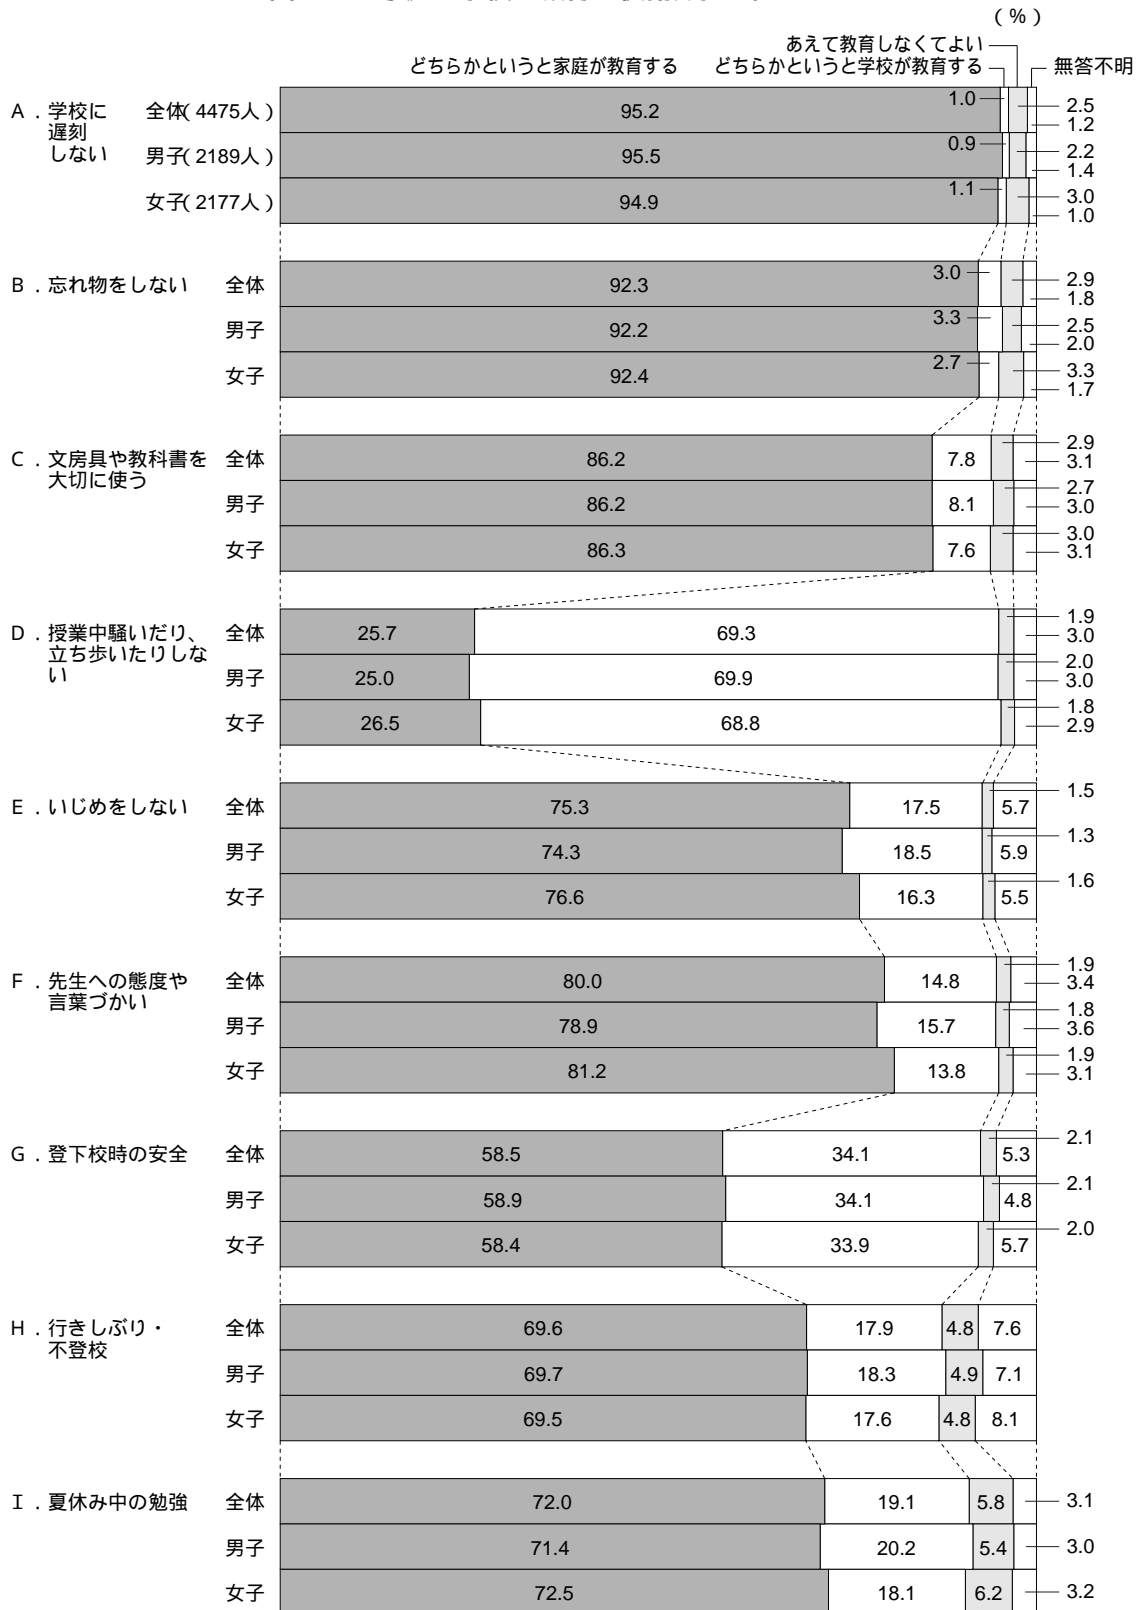 (％)
あえて教育しなくてよい
どちらかというと家庭が教育する どちらかというと学校が教育する 無答不明
A．学校に 全体(4475人) 95.2 1.0 2.5
遅刻 1.2
しない 男子(2189人) 95.5 0.9 2.2
1.4
女子(2177人) 94.9 1.1 3.0
1.0
B．忘れ物をしない 全体 92.3 3.0 2.9
1.8
男子 92.2 3.3 2.5
2.0
女子 92.4 2.7 3.3
1.7
C．文房具や教科書を 全体 86.2 7.8 2.9
大切に使う 3.1
男子 86.2 8.1 2.7
3.0
女子 86.3 7.6 3.0
3.1
D．授業中騒いだり、 全体 25.7 69.3 1.9
立ち歩いたりしな 3.0
い
男子 25.0 69.9 2.0
3.0
女子 26.5 68.8 1.8
2.9
E．いじめをしない 全体 75.3 17.5 1.5 5.7
男子 74.3 18.5 1.3 5.9
女子 76.6 16.3 1.6 5.5
F．先生への態度や 全体 80.0 14.8 1.9
言葉づかい 3.4
男子 78.9 15.7 1.8
3.6
女子 81.2 13.8 1.9
3.1
G．登下校時の安全 全体 58.5 34.1 2.1 5.3
男子 58.9 34.1 2.1 4.8
女子 58.4 33.9 2.0 5.7
H．行きしぶり・ 全体 69.6 17.9 4.8 7.6
不登校
男子 69.7 18.3 4.9 7.1
女子 69.5 17.6 4.8 8.1
I．夏休み中の勉強 全体 72.0 19.1 5.8 3.1
男子 71.4 20.2 5.4 3.0
女子 72.5 18.1 6.2 3.2